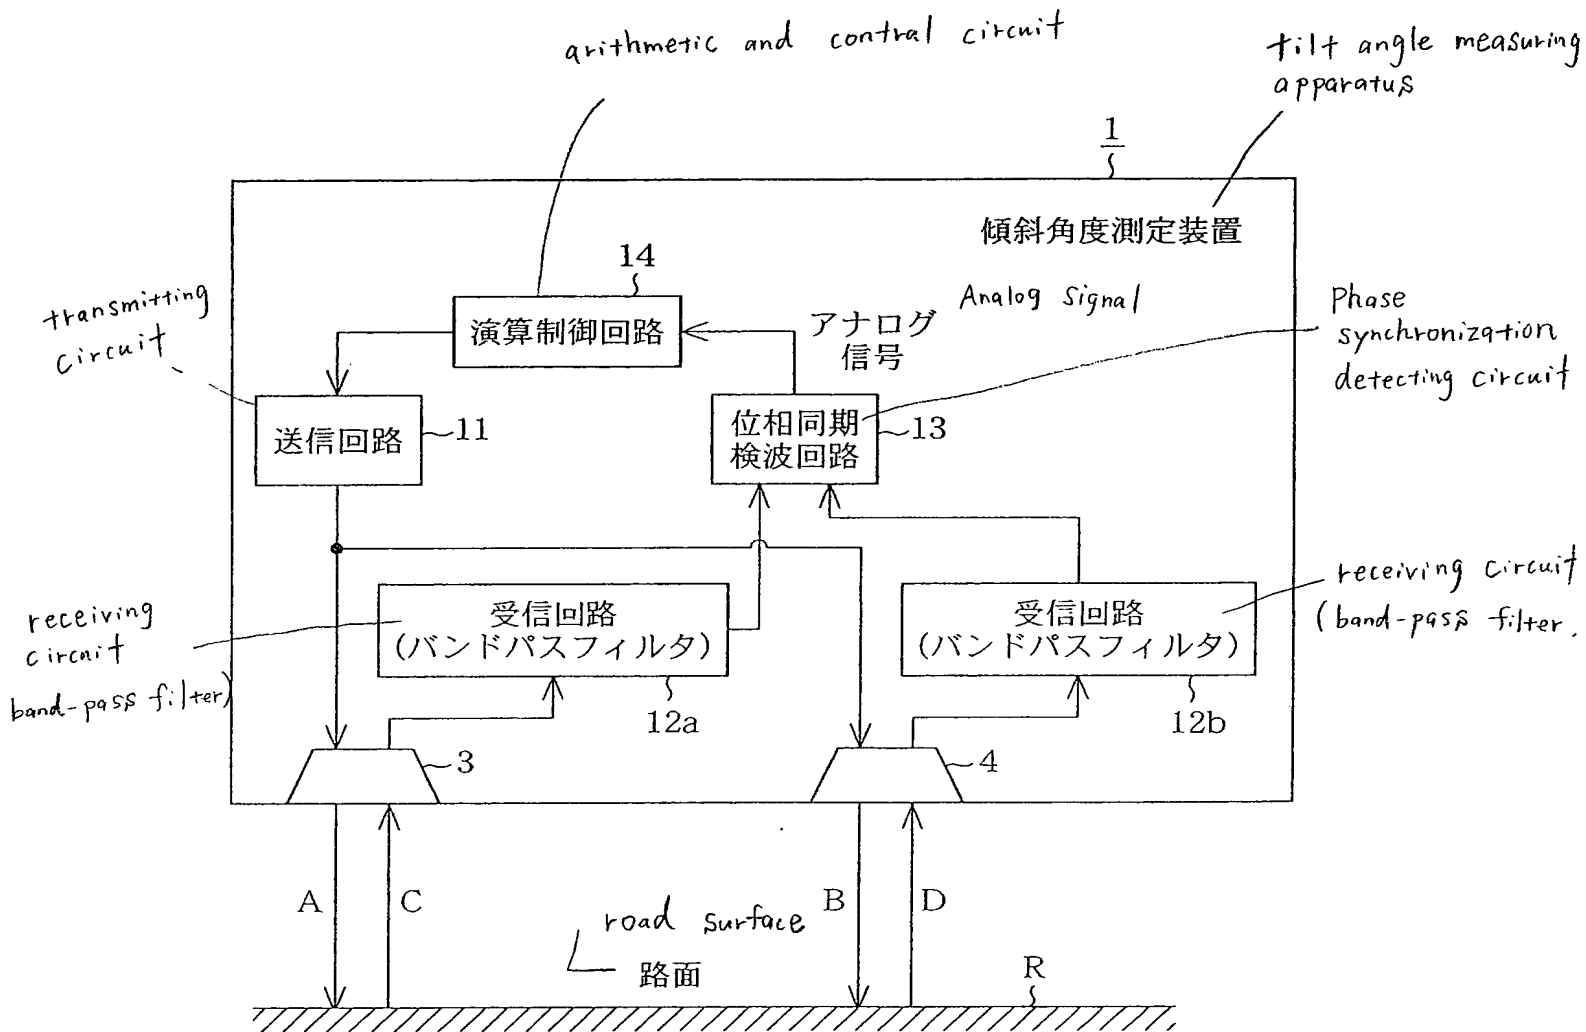 arithmetic and contral circuit
tilt angle measuring
apparatus
1
傾斜角度測定装置
14
演算制御回路
アナログ
信号
Analog Signal
Phase
synchronization
detecting circuit
transmitting
circuit
送信回路
11
位相同期
検波回路
13
receiving
circuit
band-pass filter)
受信回路
(バンドパスフィルタ)
12a
受信回路
(バンドパスフィルタ)
12b
receiving circuit
(band-pass filter.
3
4
A
C
B
D
road surface
路面
R